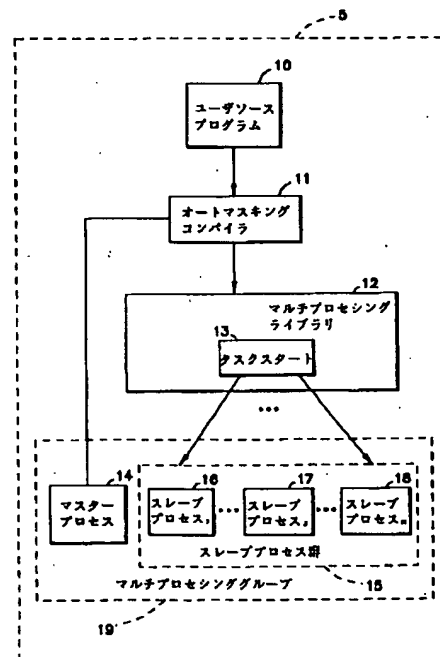 5
10
ユーザソース
プログラム
11
オートマスキング
コンパイラ
12
マルチプロセシング
ライブラリ
13
タスクスタート
...
14
マスター
プロセス
16
スレーブ
プロセス₁
...
17
スレーブ
プロセス
...
18
スレーブ
プロセス
スレーブプロセス群
15
マルチプロセシンググループ
19